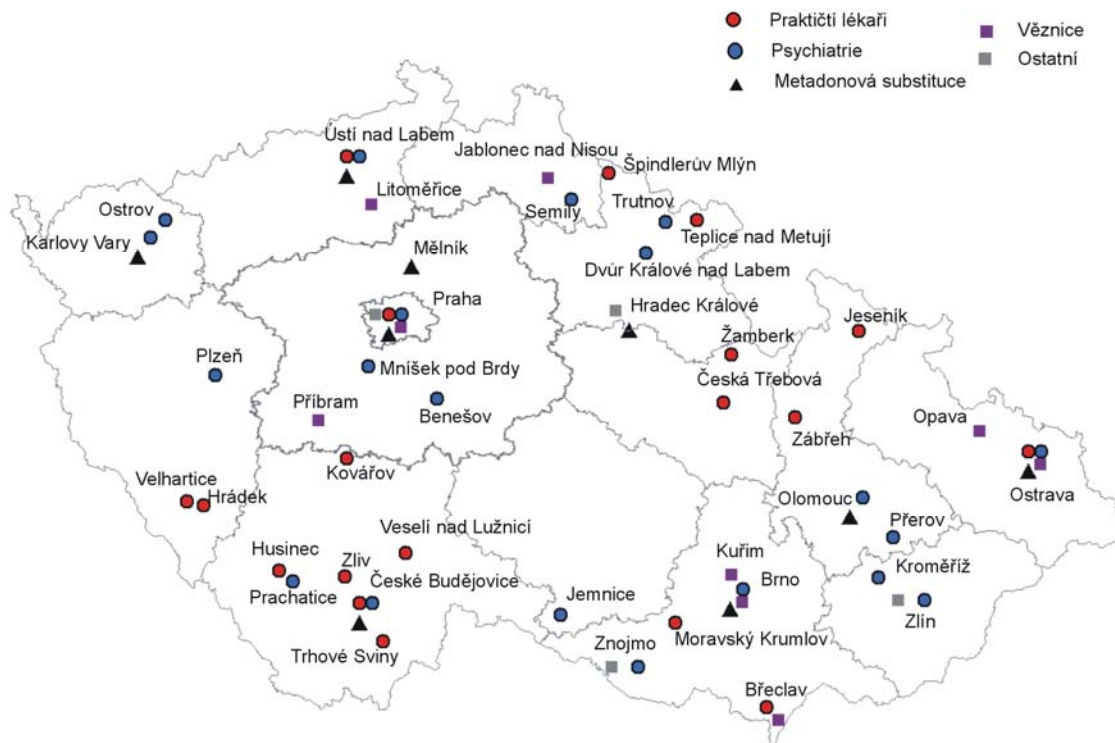 Praktičtí lékaři
Psychiatrie
Metadonová substituce
Věznice
Ostatní
Ústí nad Labem
Jablonec nad Nisou
Špindlerův Mlýn
Litoměřice
Semily
Trutnov
Ostrov
Teplice nad Metují
Karlovy Vary
Mělník
Dvůr Králové nad Labem
Praha
Hradec Králové
Jeseník
Žamberk
Plzeň
Mníšek pod Brdy
Česká Třebová
Příbram
Benešov
Opava
Zábřeh
Kovářov
Velhartice
Hrádek
Ostrava
Olomouc
Přerov
Veselí nad Lužnicí
Husinec
Zliv
Kuřim
Kroměříž
České Budějovice
Brno
Prachatice
Jemnice
Zlín
Moravský Krumlov
Znojmo
Trhové Sviny
Břeclav